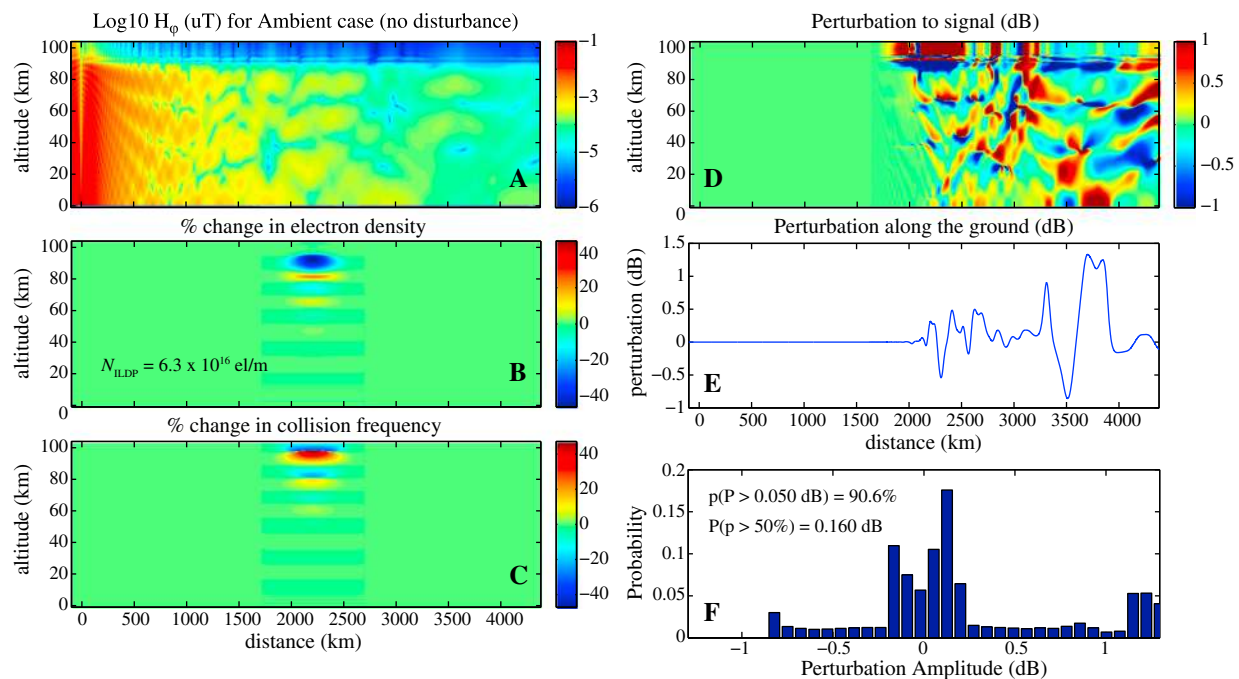 Log10 Hφ (uT) for Ambient case (no disturbance)
altitude (km)
100
80
60
40
20
0
A
−1
−3
−5
−6
% change in electron density
altitude (km)
100
80
60
40
20
0
N_ILDP = 6.3 x 10^16 el/m
B
40
20
0
−20
−40
% change in collision frequency
altitude (km)
100
80
60
40
20
0
C
40
20
0
−20
−40
0 500 1000 1500 2000 2500 3000 3500 4000
distance (km)
Perturbation to signal (dB)
altitude (km)
100
80
60
40
20
0
D
1
0.5
0
−0.5
−1
Perturbation along the ground (dB)
perturbation (dB)
1.5
1
0.5
0
−0.5
−1
E
0 500 1000 1500 2000 2500 3000 3500 4000
distance (km)
Probability
0.2
0.15
0.1
0.05
0
p(P > 0.050 dB) = 90.6%
P(p > 50%) = 0.160 dB
F
−1 −0.5 0 0.5 1
Perturbation Amplitude (dB)